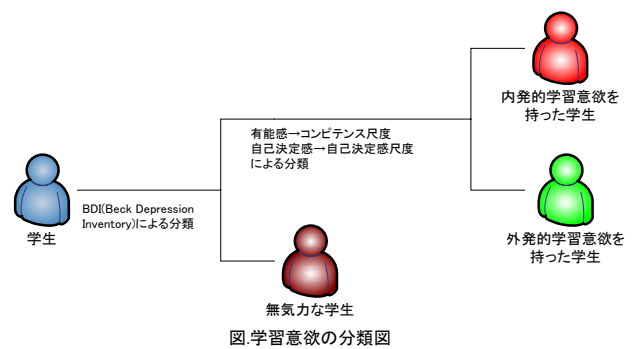 学生
BDI(Beck Depression
Inventory)による分類
有能感→コンピテンス尺度
自己決定感→自己決定感尺度
による分類
無気力な学生
内発的学習意欲を
持った学生
外発的学習意欲を
持った学生
図.学習意欲の分類図